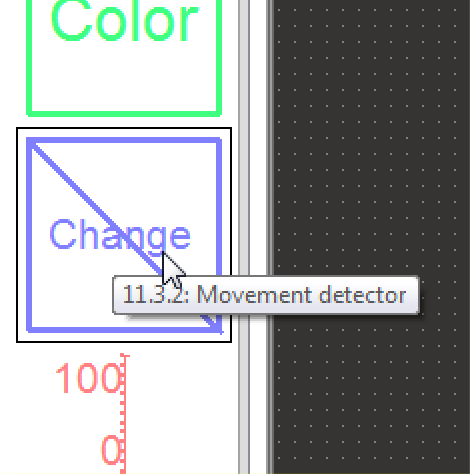 Color
Change
11.3.2: Movement detector
100
0